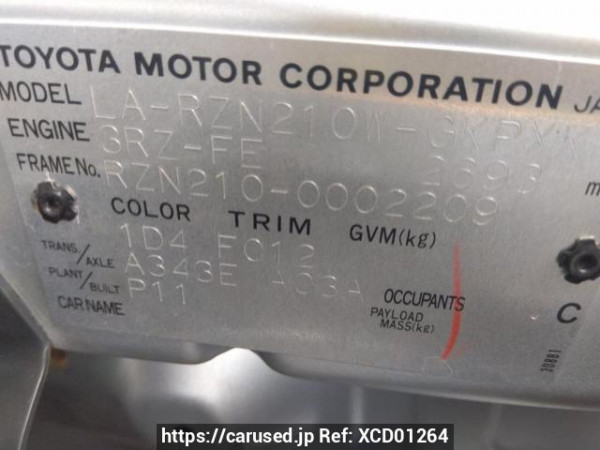 TOYOTA MOTOR CORPORATION JA
MODEL LA-RZN210W-GKPXK
ENGINE 3RZ-FE 2693 m
FRAME No. RZN210-0002209
COLOR TRIM GVM(kg)
1D4 FC12
TRANS/AXLE A343E A03A
PLANT/BUILT P11 OCCUPANTS C
CAR NAME PAYLOAD MASS(kg)
https://carused.jp Ref: XCD01264